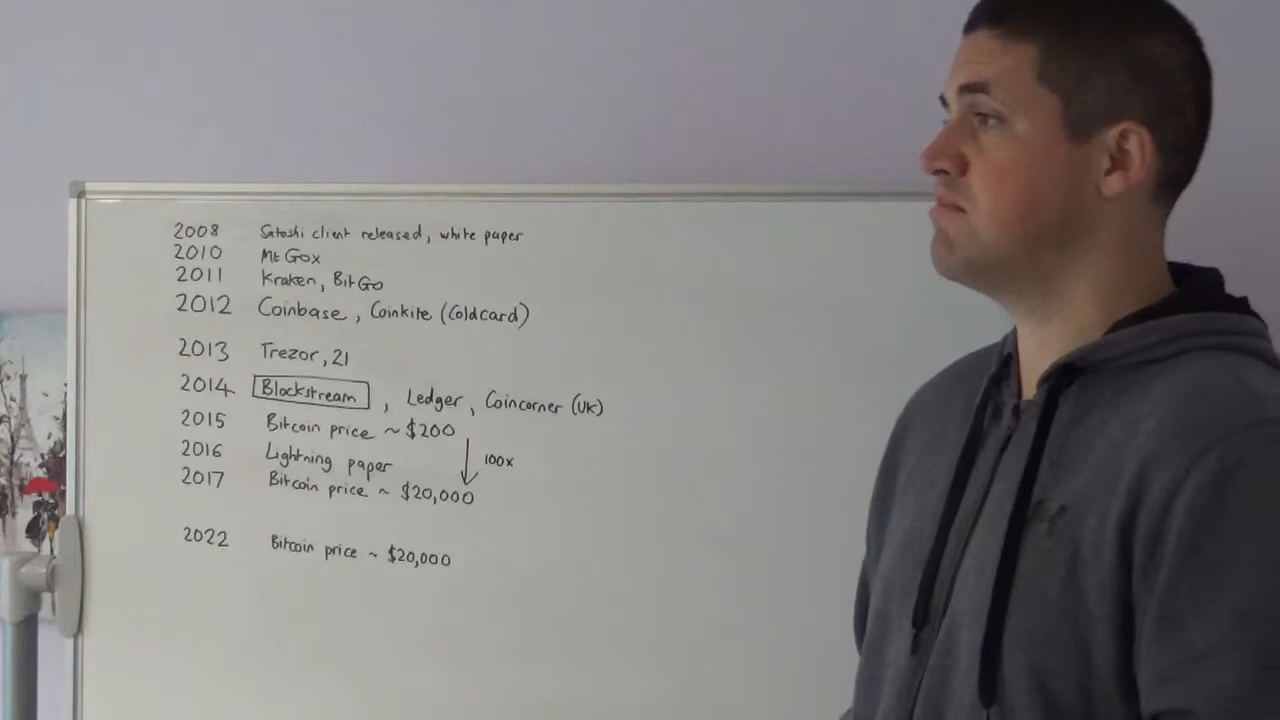 2008 Satoshi client released, white paper
2010 Mt Gox
2011 Kraken, BitGo
2012 Coinbase, Coinkite (Coldcard)
2013 Trezor, 21
2014 Blockstream, Ledger, Coincorner (UK)
2015 Bitcoin price ~ $200
2016 Lightning paper 100x
2017 Bitcoin price ~ $20,000
2022 Bitcoin price ~ $20,000